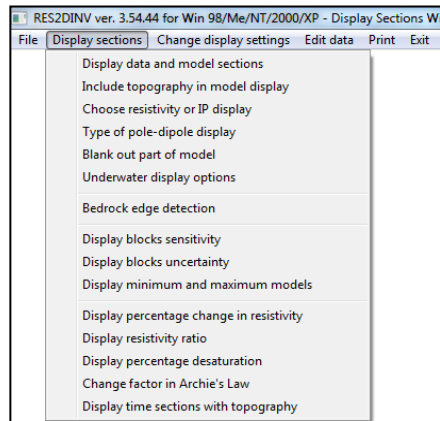 RES2DINV ver. 3.54.44 for Win 98/Me/NT/2000/XP - Display Sections Wi
File Display sections Change display settings Edit data Print Exit
Display data and model sections
Include topography in model display
Choose resistivity or IP display
Type of pole-dipole display
Blank out part of model
Underwater display options
Bedrock edge detection
Display blocks sensitivity
Display blocks uncertainty
Display minimum and maximum models
Display percentage change in resistivity
Display resistivity ratio
Display percentage desaturation
Change factor in Archie's Law
Display time sections with topography